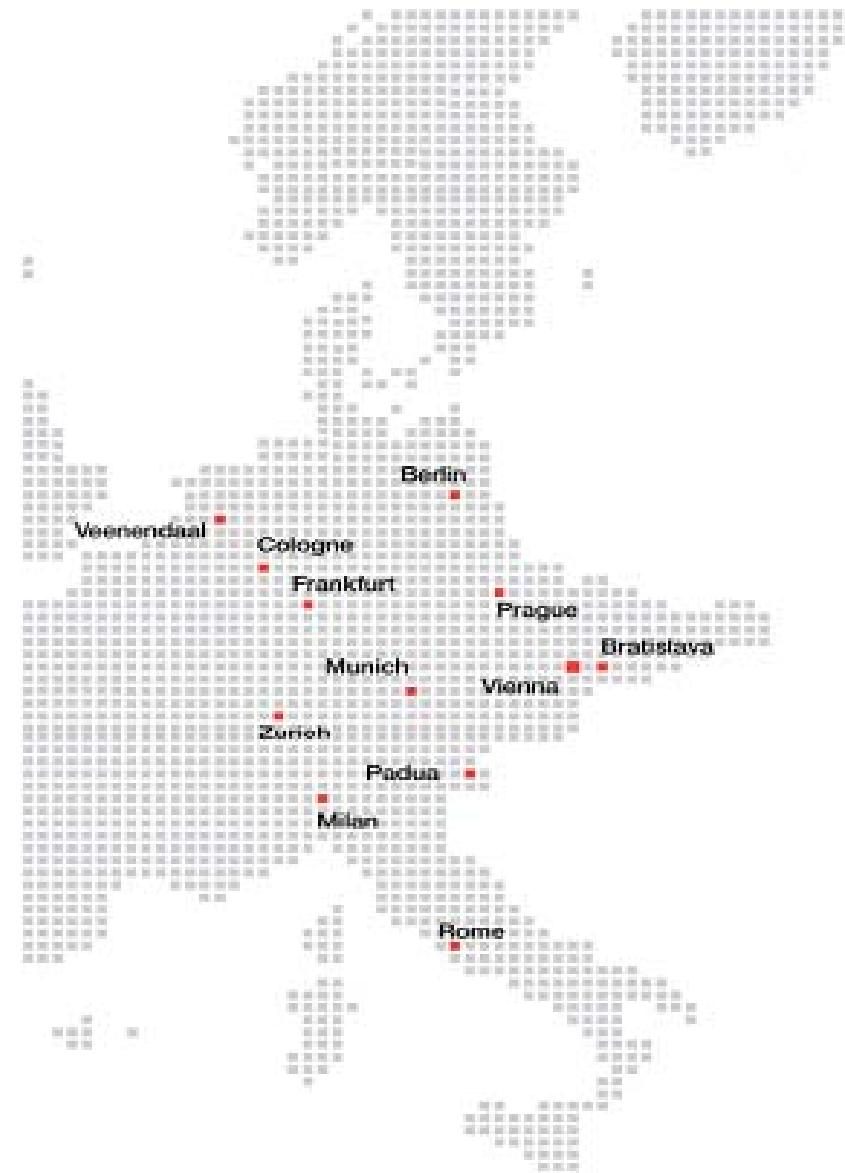 Berlin
Veenendaal
Cologne
Frankfurt
Prague
Bratislava
Munich
Vienna
Zurich
Padua
Milan
Rome